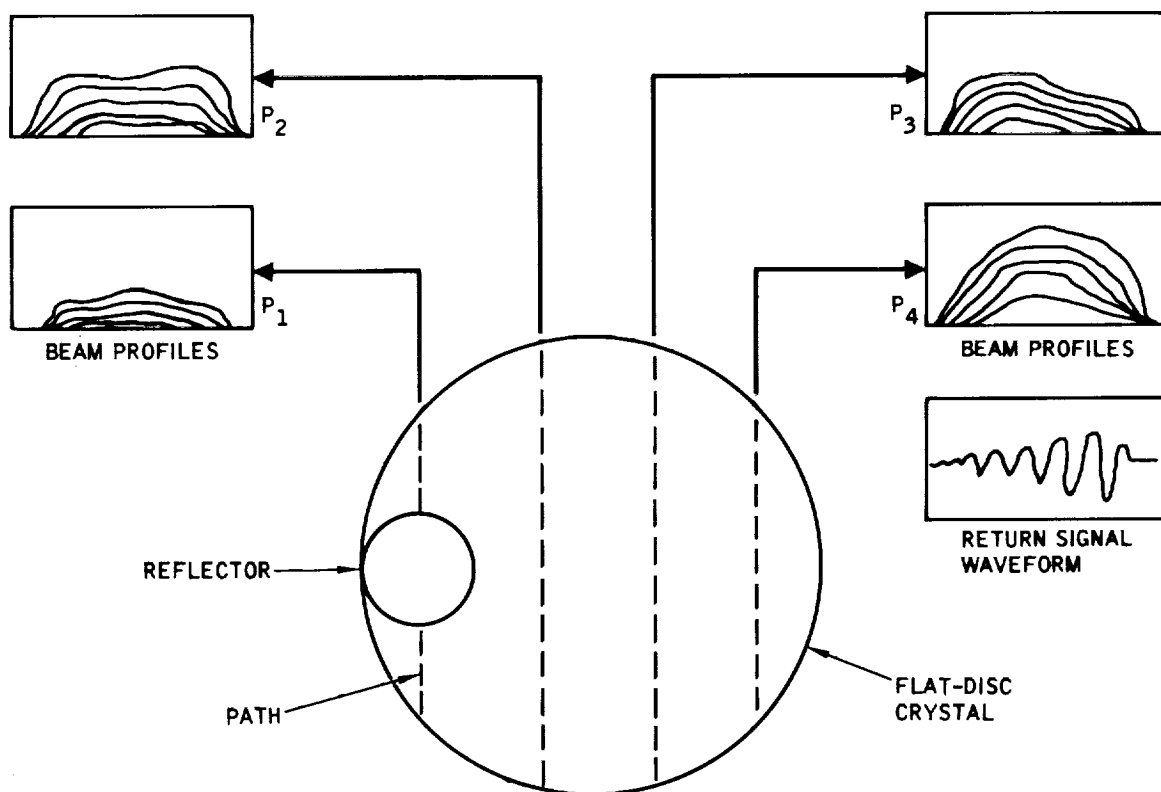 P2
P3
P1
P4
BEAM PROFILES
BEAM PROFILES
RETURN SIGNAL
WAVEFORM
REFLECTOR
PATH
FLAT-DISC
CRYSTAL